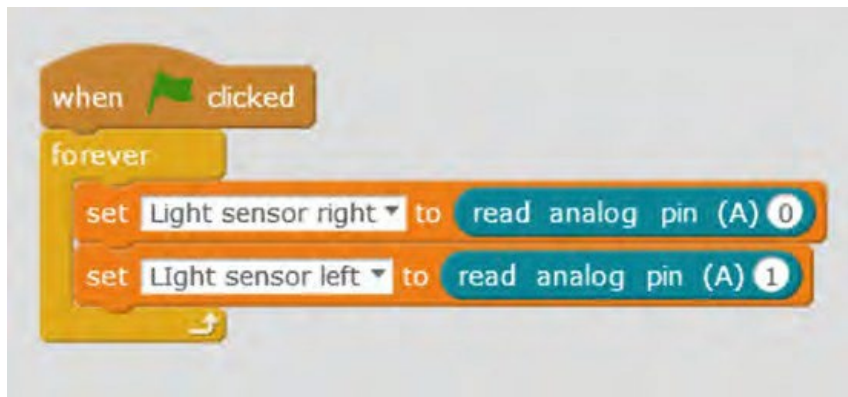 when clicked
forever
set Light sensor right to read analog pin (A) 0
set LIght sensor left to read analog pin (A) 1